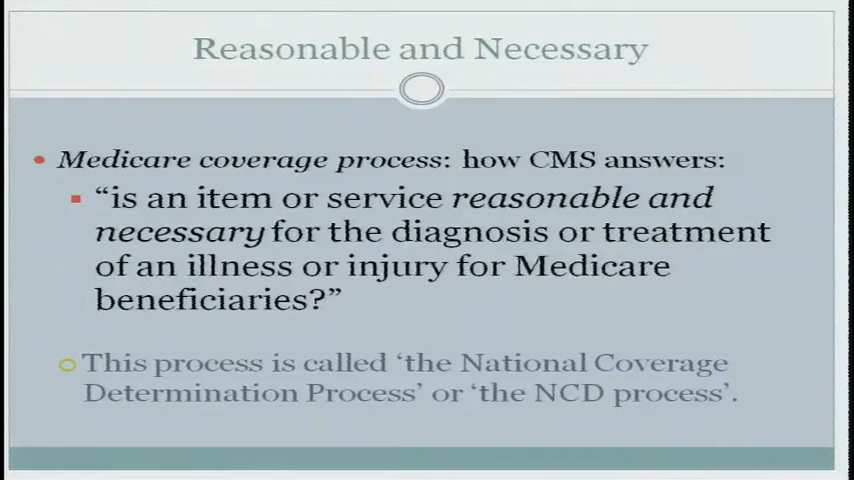 Reasonable and Necessary
Medicare coverage process: how CMS answers:
“is an item or service reasonable and
necessary for the diagnosis or treatment
of an illness or injury for Medicare
beneficiaries?”
This process is called ‘the National Coverage
Determination Process’ or ‘the NCD process’.